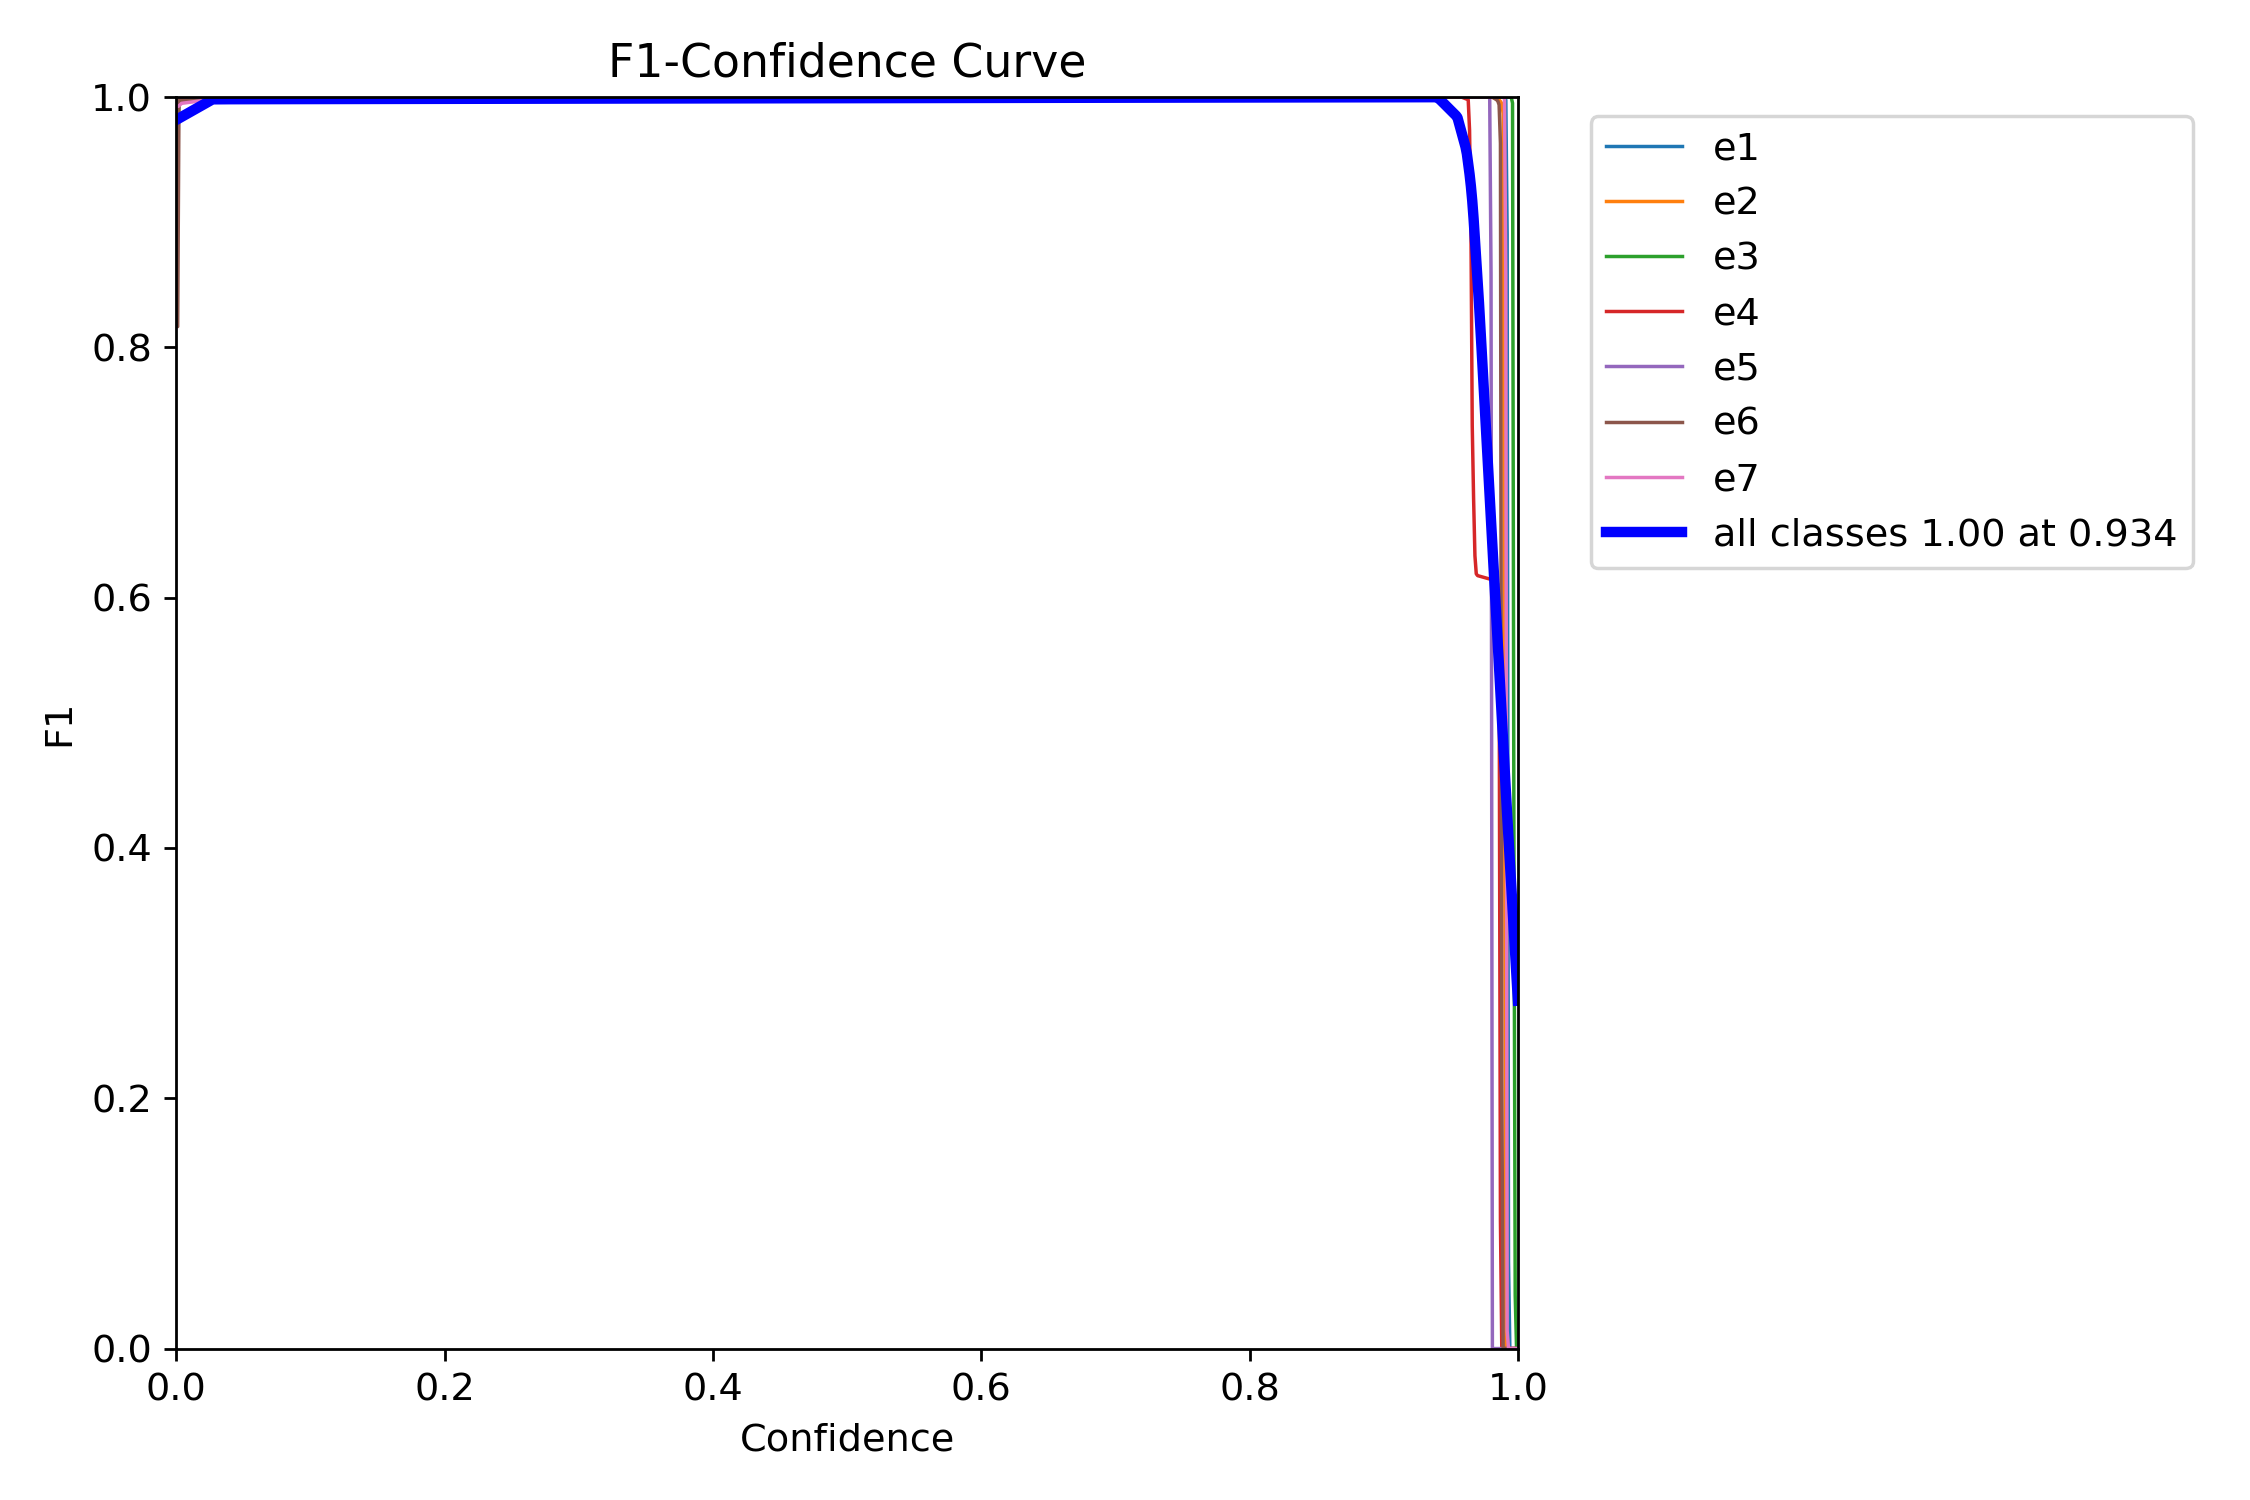 F1-Confidence Curve
1.0
0.8
0.6
0.4
0.2
0.0
F1
0.0 0.2 0.4 0.6 0.8 1.0
Confidence
e1
e2
e3
e4
e5
e6
e7
all classes 1.00 at 0.934